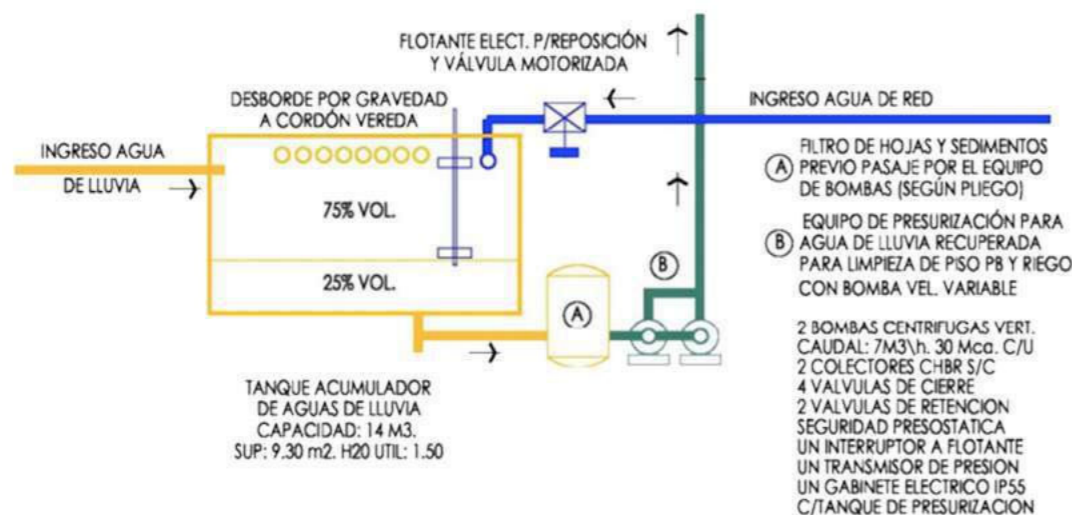 FLOTANTE ELECT. P/REPOSICIÓN
Y VÁLVULA MOTORIZADA
DESBORDE POR GRAVEDAD
A CORDÓN VEREDA
INGRESO AGUA DE RED
INGRESO AGUA
DE LLUVIA
75% VOL.
25% VOL.
FILTRO DE HOJAS Y SEDIMENTOS
A PREVIO PASAJE POR EL EQUIPO
DE BOMBAS (SEGÚN PLIEGO)
EQUIPO DE PRESURIZACIÓN PARA
B AGUA DE LLUVIA RECUPERADA
PARA LIMPIEZA DE PISO PB Y RIEGO
CON BOMBA VEL. VARIABLE
B
A
TANQUE ACUMULADOR
DE AGUAS DE LLUVIA
CAPACIDAD: 14 M3.
SUP: 9.30 m2. H20 UTIL: 1.50
2 BOMBAS CENTRIFUGAS VERT.
CAUDAL: 7M3\h. 30 Mca. C/U
2 COLECTORES CHBR S/C
4 VALVULAS DE CIERRE
2 VALVULAS DE RETENCION
SEGURIDAD PRESOSTATICA
UN INTERRUPTOR A FLOTANTE
UN TRANSMISOR DE PRESION
UN GABINETE ELECTRICO IP55
C/TANQUE DE PRESURIZACION